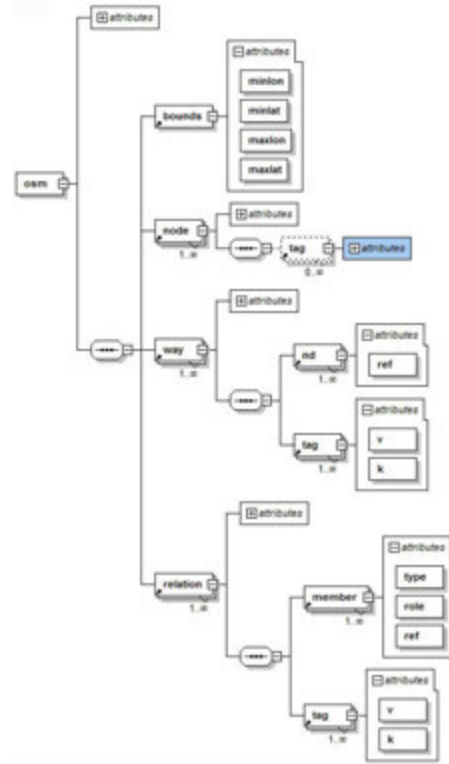 attributes
attributes
minlon
bounds
minlat
maxlon
maxlat
osm
attributes
node
1..∞
tag
attributes
0..∞
attributes
way
1..∞
attributes
nd
ref
1..∞
attributes
tag
v
1..∞
k
attributes
attributes
relation
1..∞
member
type
1..∞
role
ref
attributes
tag
v
1..∞
k